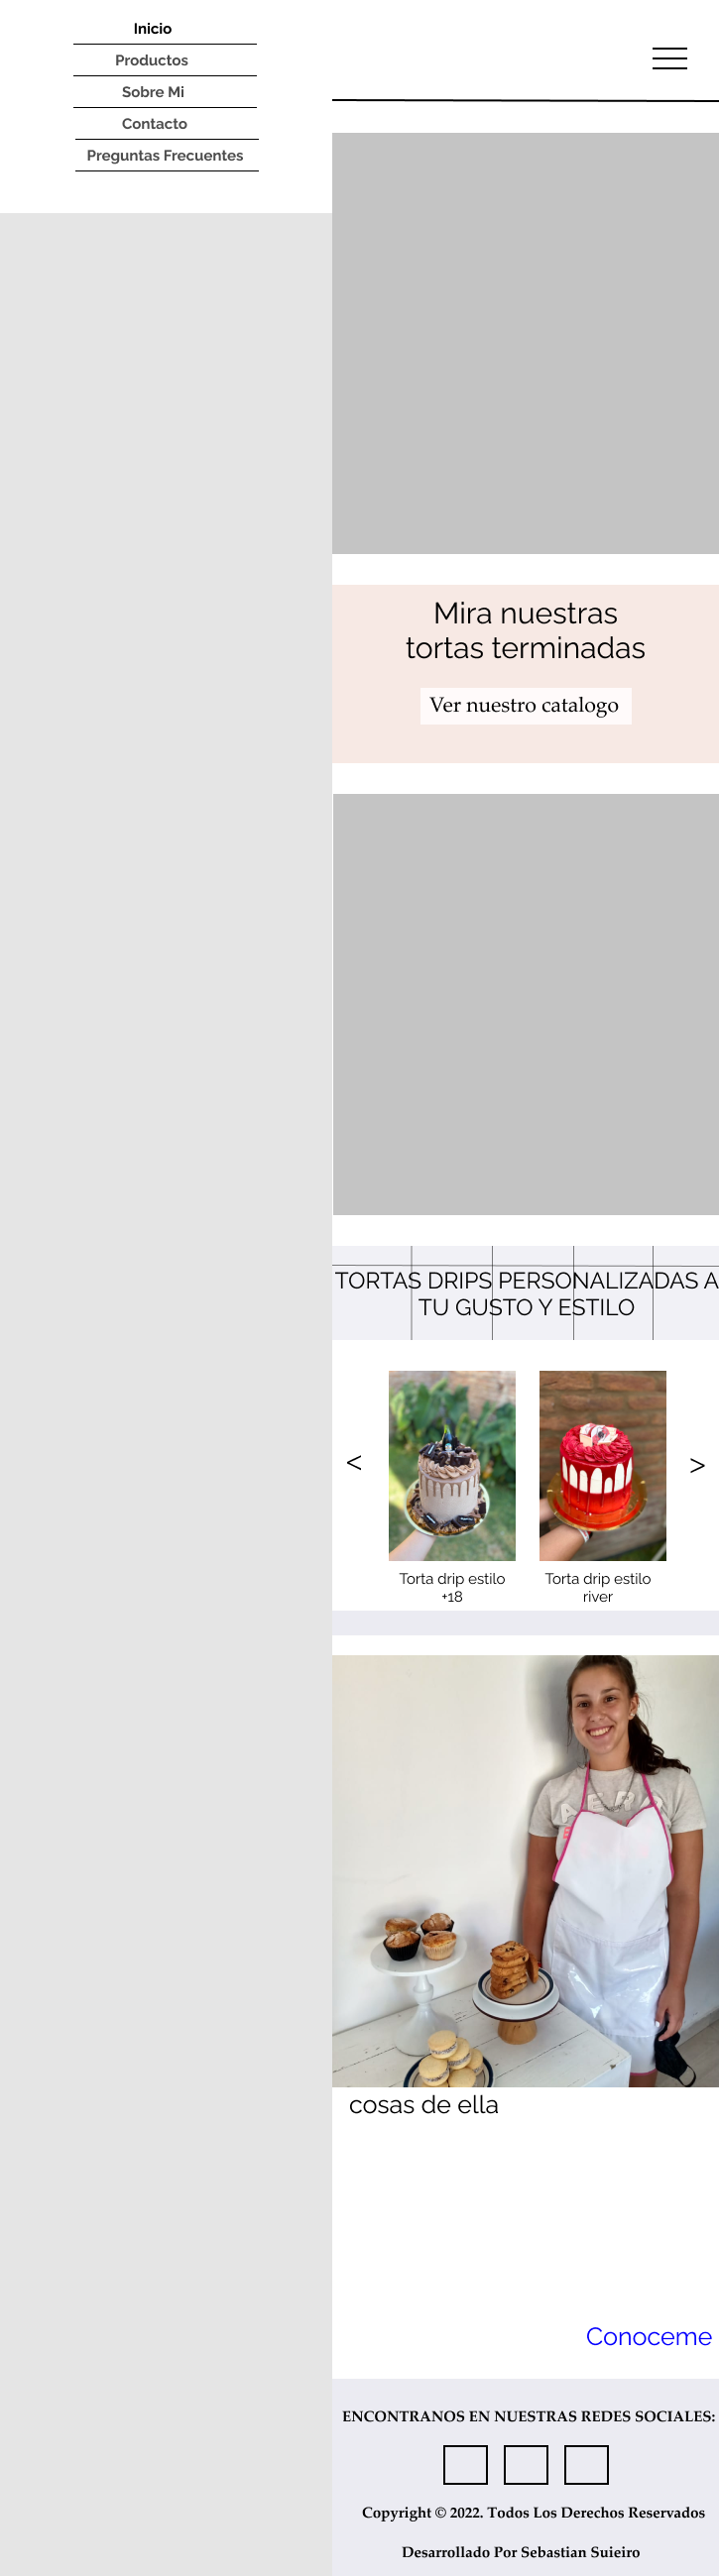 Inicio
Productos
Sobre Mi
Contacto
Preguntas Frecuentes
Mira nuestras
tortas terminadas
Ver nuestro catalogo
TORTAS DRIPS PERSONALIZADAS A
TU GUSTO Y ESTILO
<
>
Torta drip estilo
+18
Torta drip estilo
river
cosas de ella
Conoceme
ENCONTRANOS EN NUESTRAS REDES SOCIALES:
Copyright © 2022. Todos Los Derechos Reservados
Desarrollado Por Sebastian Suieiro